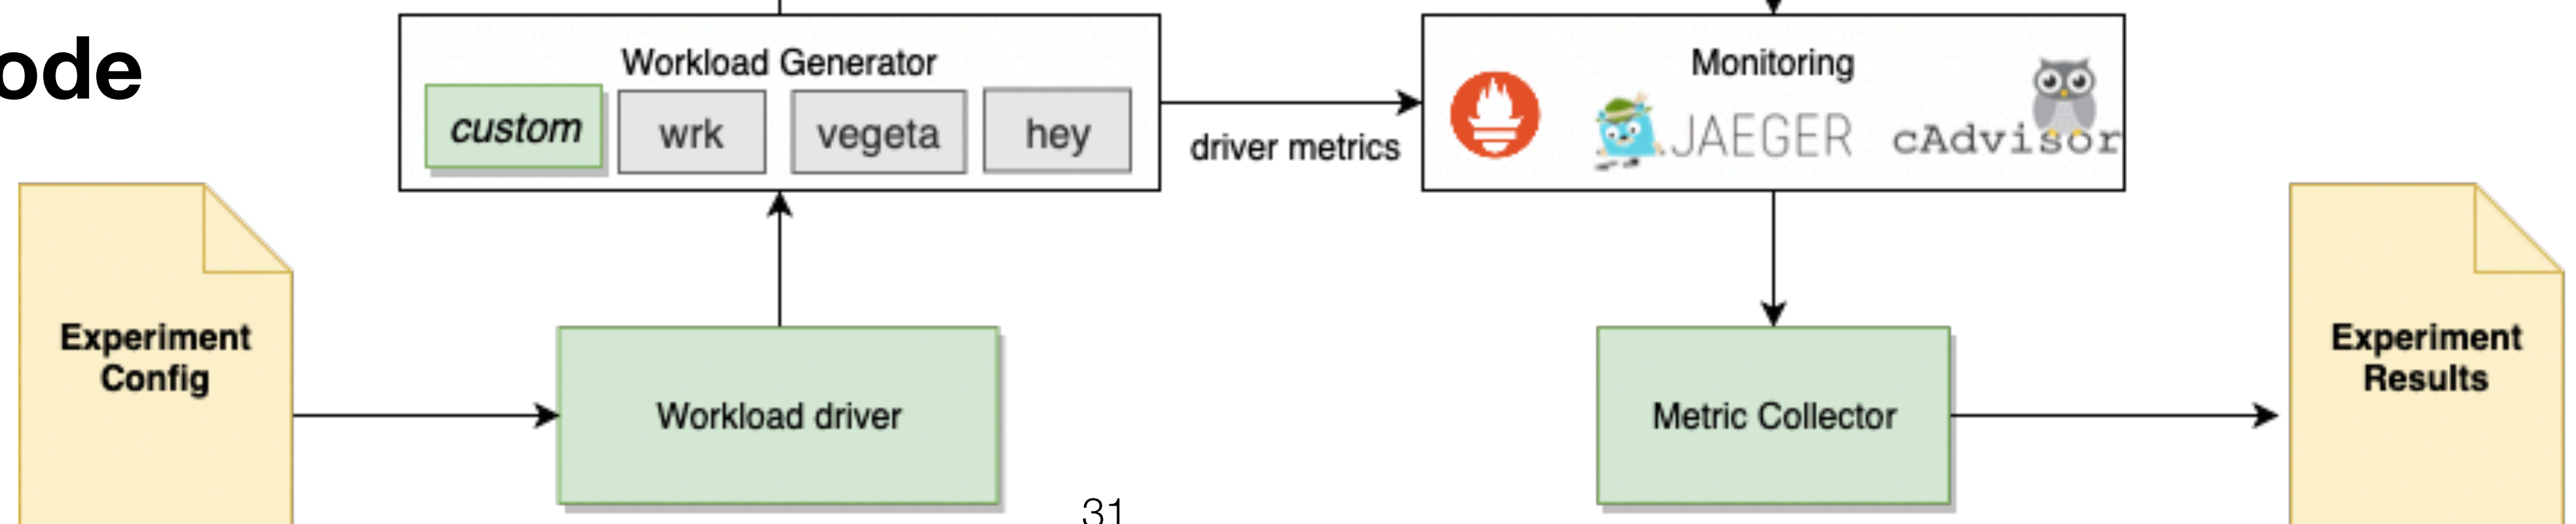 ode
Workload Generator
custom
wrk
vegeta
hey
driver metrics
Monitoring
JAEGER
cAdvisor
Experiment
Config
Workload driver
Metric Collector
Experiment
Results
31